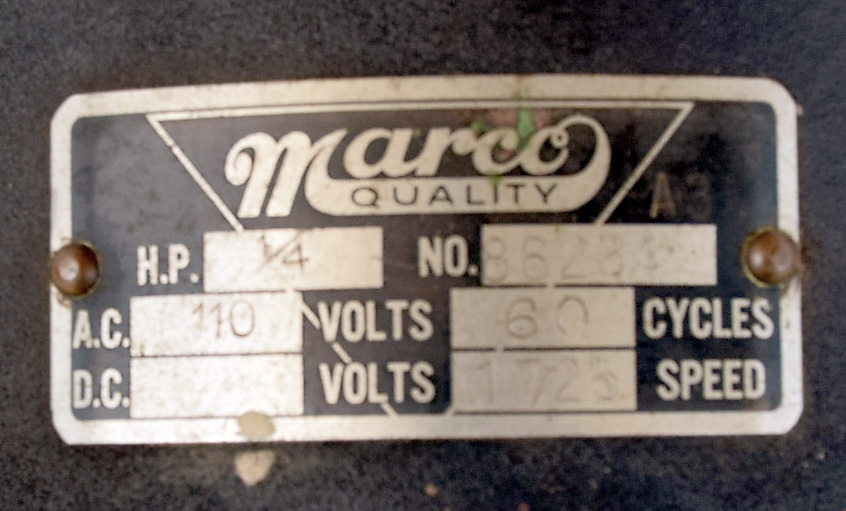 Marco
QUALITY
A3
H.P. 1/4 NO.
A.C. 110 VOLTS 60 CYCLES
D.C. VOLTS 1725 SPEED